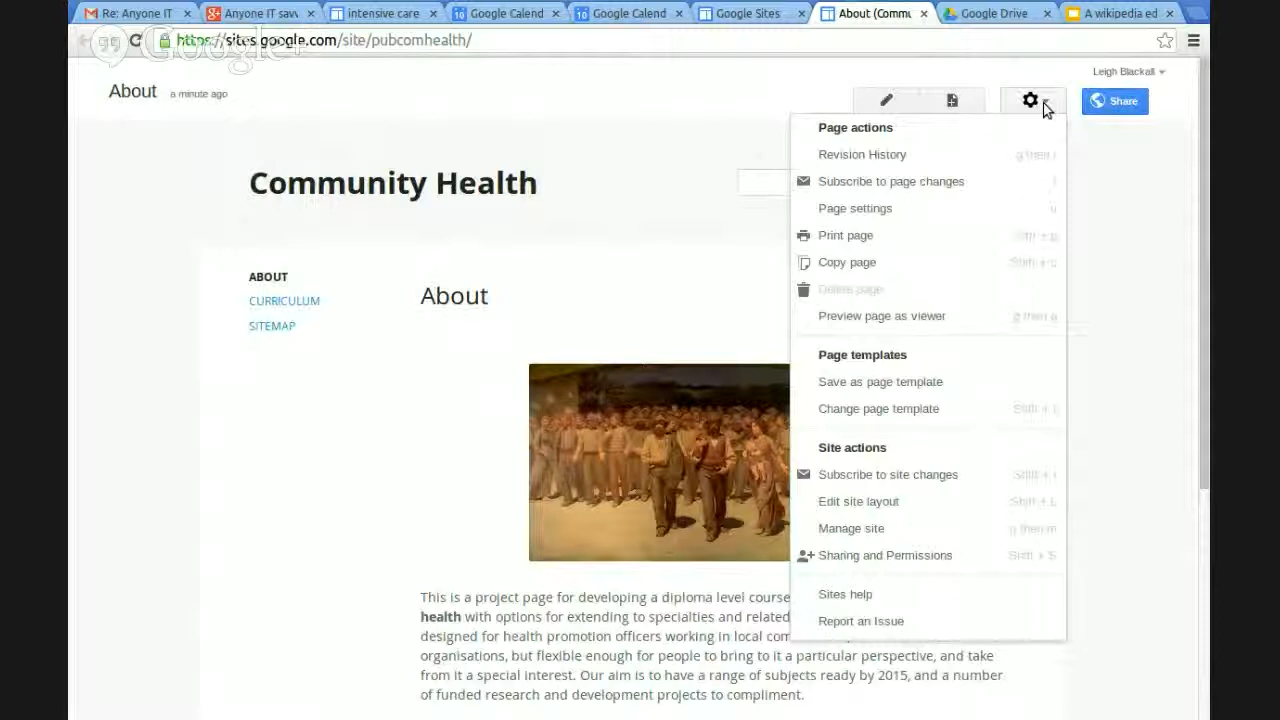 Re: Anyone IT
Anyone IT savv
intensive care
Google Calend
Google Calend
Google Sites
About (Commu
Google Drive
A wikipedia ed
https://sites.google.com/site/pubcomhealth/
Google+
Leigh Blackall
About a minute ago
Share
Page actions
Revision History
Subscribe to page changes
Page settings u
Print page Shift + p
Copy page Shift + c
Delete page
Preview page as viewer
Page templates
Save as page template
Change page template
Site actions
Subscribe to site changes
Edit site layout Shift + L
Manage site g then m
Sharing and Permissions Shift + S
Sites help
Report an Issue
Community Health
ABOUT
CURRICULUM
SITEMAP
About
This is a project page for developing a diploma level course
health with options for extending to specialties and related
designed for health promotion officers working in local com
organisations, but flexible enough for people to bring to it a particular perspective, and take
from it a special interest. Our aim is to have a range of subjects ready by 2015, and a number
of funded research and development projects to compliment.